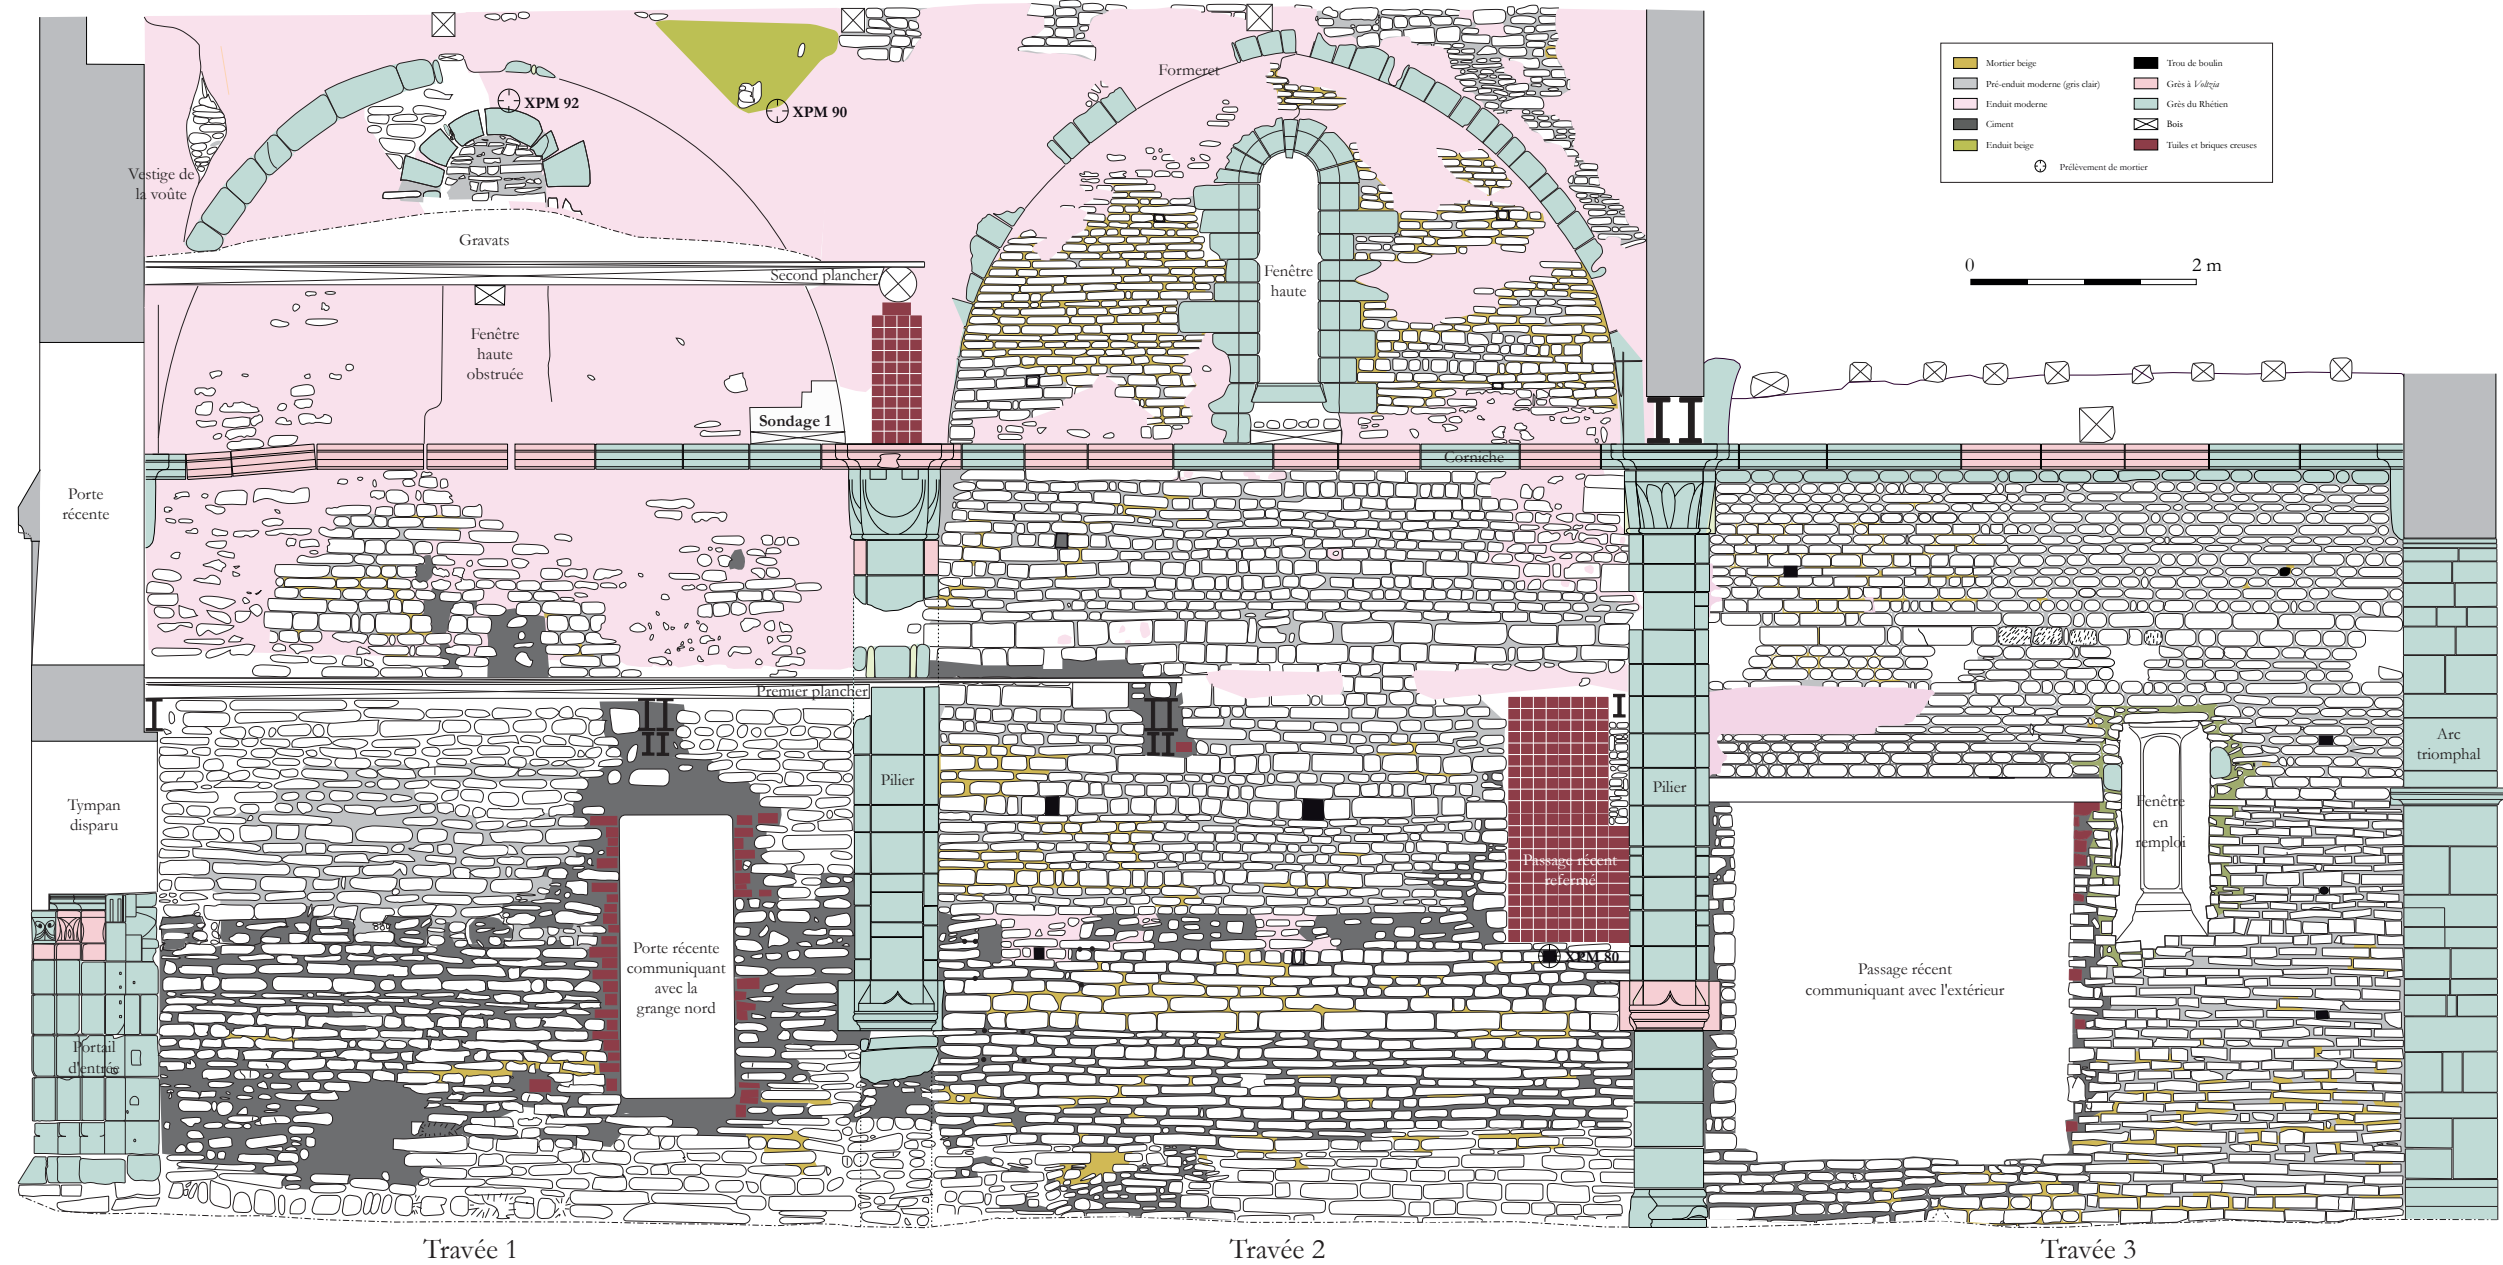 Formeret
XPM 92
XPM 90
Mortier beige
Pré-enduit moderne (gris clair)
Enduit moderne
Ciment
Enduit beige
Trou de boulin
Grès à Voltzia
Grès du Rhétien
Bois
Tuiles et briques creuses
Prélèvement de mortier
Vestige de
la voûte
Gravats
Second plancher
Fenêtre
haute
0
2 m
Fenêtre
haute
obstruée
Sondage 1
Corniche
Porte
récente
Premier plancher
Pilier
Pilier
Arc
triomphal
Tympan
disparu
Fenêtre
en
remploi
Passage récent
refermé
Porte récente
communiquant
avec la
grange nord
XPM 80
Passage récent
communiquant avec l'extérieur
Portail
d'entrée
Travée 1
Travée 2
Travée 3